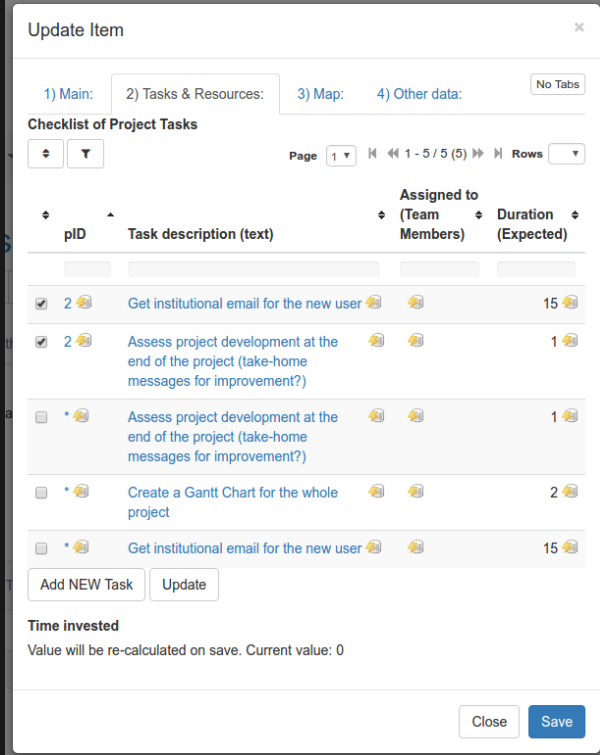 Update Item
×
No Tabs
1) Main: 2) Tasks & Resources: 3) Map: 4) Other data:
Checklist of Project Tasks
Page 1 1 - 5 / 5 (5) Rows
pID Task description (text) Assigned to (Team Members) Duration (Expected)
2 Get institutional email for the new user 15
2 Assess project development at the 1
end of the project (take-home
messages for improvement?)
* Assess project development at the 1
end of the project (take-home
messages for improvement?)
* Create a Gantt Chart for the whole 2
project
* Get institutional email for the new user 15
Add NEW Task Update
Time invested
Value will be re-calculated on save. Current value: 0
Close Save